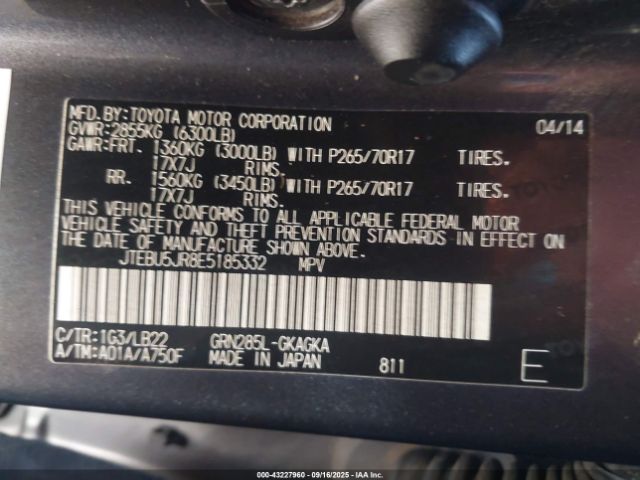 MFD. BY: TOYOTA MOTOR CORPORATION 04/14
GVWR: 2855KG (6300LB)
GAWR: FRT. 1360KG (3000LB) WITH P265/70R17 TIRES.
17X7J RIMS.
RR. 1560KG (3450LB) WITH P265/70R17 TIRES.
17X7J RIMS.
THIS VEHICLE CONFORMS TO ALL APPLICABLE FEDERAL MOTOR
VEHICLE SAFETY AND THEFT PREVENTION STANDARDS IN EFFECT ON
THE DATE OF MANUFACTURE SHOWN ABOVE.
JTEBU5JR8E5185332 MPV
C/TR: 1G3/LB22 GRN285L-GKAGKA
A/TM: A01A/A750F MADE IN JAPAN 811 E
000-43227960 - 09/16/2025 - IAAI, INC.